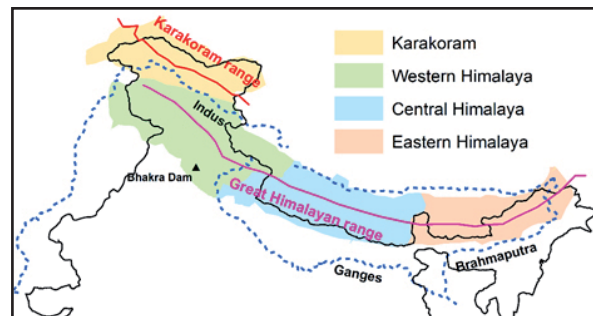 Karakoram range
Karakoram
Western Himalaya
Central Himalaya
Eastern Himalaya
Indus
Bhakra Dam
Great Himalayan range
Ganges
Brahmaputra